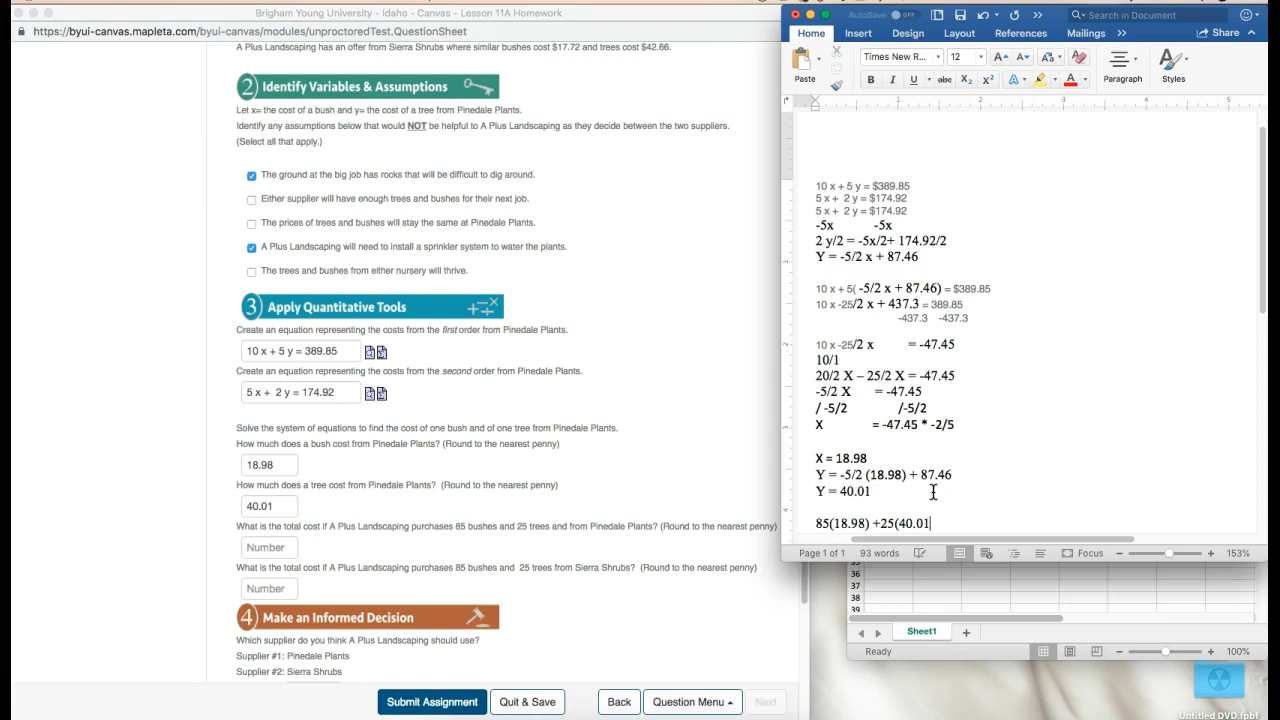 Brigham Young University - Idaho - Canvas - Lesson 11A Homework
https://byui-canvas.mapleta.com/byui-canvas/modules/unproctoredTest.QuestionSheet
A Plus Landscaping has an offer from Sierra Shrubs where similar bushes cost $17.72 and trees cost $42.66.
2 Identify Variables & Assumptions
Let x= the cost of a bush and y= the cost of a tree from Pinedale Plants.
Identify any assumptions below that would NOT be helpful to A Plus Landscaping as they decide between the two suppliers.
(Select all that apply.)
The ground at the big job has rocks that will be difficult to dig around.
Either supplier will have enough trees and bushes for their next job.
The prices of trees and bushes will stay the same at Pinedale Plants.
A Plus Landscaping will need to install a sprinkler system to water the plants.
The trees and bushes from either nursery will thrive.
3 Apply Quantitative Tools
Create an equation representing the costs from the first order from Pinedale Plants.
10 x + 5 y = 389.85
Create an equation representing the costs from the second order from Pinedale Plants.
5 x + 2 y = 174.92
Solve the system of equations to find the cost of one bush and of one tree from Pinedale Plants.
How much does a bush cost from Pinedale Plants? (Round to the nearest penny)
18.98
How much does a tree cost from Pinedale Plants? (Round to the nearest penny)
40.01
What is the total cost if A Plus Landscaping purchases 85 bushes and 25 trees and from Pinedale Plants? (Round to the nearest penny)
Number
What is the total cost if A Plus Landscaping purchases 85 bushes and 25 trees from Sierra Shrubs? (Round to the nearest penny)
Number
4 Make an Informed Decision
Which supplier do you think A Plus Landscaping should use?
Supplier #1: Pinedale Plants
Supplier #2: Sierra Shrubs
Submit Assignment Quit & Save Back Question Menu Next
AutoSave OFF Search in Document
Home Insert Design Layout References Mailings Share
Paste Times New R... 12 Paragraph Styles
B I U abc X2 X2 A A
1 2 3 4 5
10 x + 5 y = $389.85
5 x + 2 y = $174.92
5 x + 2 y = $174.92
-5x -5x
2 y/2 = -5x/2+ 174.92/2
Y = -5/2 x + 87.46
10 x + 5( -5/2 x + 87.46) = $389.85
10 x -25/2 x + 437.3 = 389.85
-437.3 -437.3
10 x -25/2 x = -47.45
10/1
20/2 X – 25/2 X = -47.45
-5/2 X = -47.45
/ -5/2 /-5/2
X = -47.45 * -2/5
X = 18.98
Y = -5/2 (18.98) + 87.46
Y = 40.01
85(18.98) +25(40.01
Page 1 of 1 93 words Focus 153%
35
36
37
38
39
Sheet1
Ready 100%
Untitled DVD.fpbf